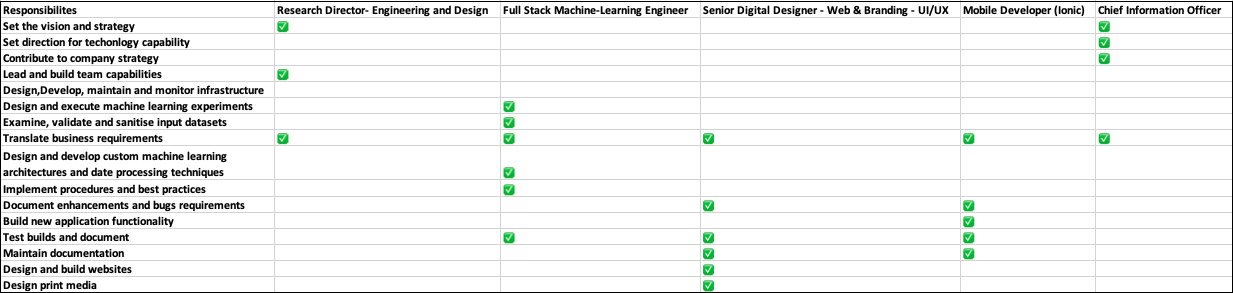 Responsibilites Research Director- Engineering and Design Full Stack Machine-Learning Engineer Senior Digital Designer - Web & Branding - UI/UX Mobile Developer (Ionic) Chief Information Officer
Set the vision and strategy ✅ ✅
Set direction for techonlogy capability ✅
Contribute to company strategy ✅
Lead and build team capabilities ✅
Design,Develop, maintain and monitor infrastructure
Design and execute machine learning experiments ✅
Examine, validate and sanitise input datasets ✅
Translate business requirements ✅ ✅ ✅ ✅ ✅
Design and develop custom machine learning
architectures and date processing techniques ✅
Implement procedures and best practices ✅
Document enhancements and bugs requirements ✅ ✅
Build new application functionality ✅
Test builds and document ✅ ✅ ✅
Maintain documentation ✅ ✅
Design and build websites ✅
Design print media ✅